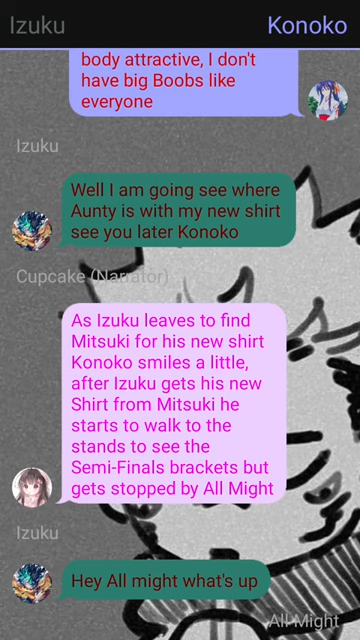 Izuku
Konoko
body attractive, I don't
have big Boobs like
everyone
Izuku
Well I am going see where
Aunty is with my new shirt
see you later Konoko
Cupcake (Narrator)
As Izuku leaves to find
Mitsuki for his new shirt
Konoko smiles a little,
after Izuku gets his new
Shirt from Mitsuki he
starts to walk to the
stands to see the
Semi-Finals brackets but
gets stopped by All Might
Izuku
Hey All might what's up
All Might